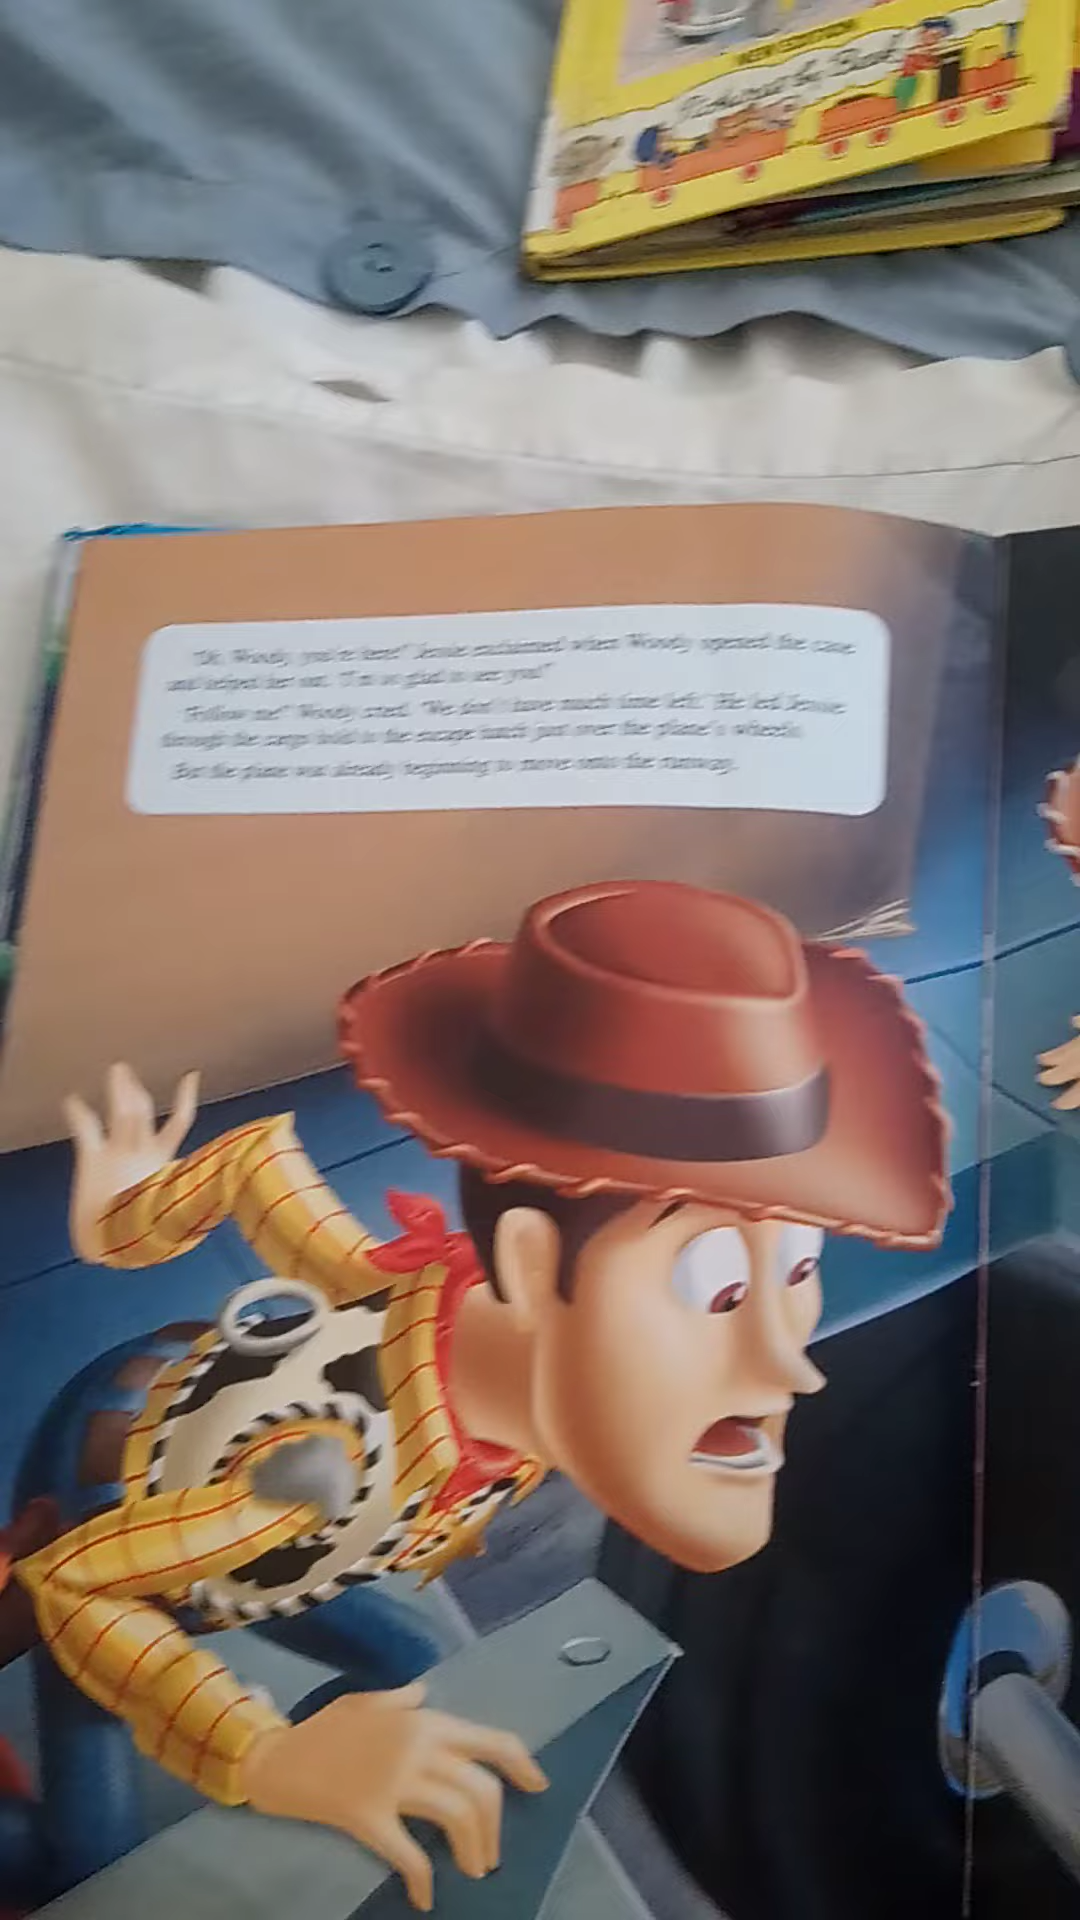 NEW EDITION
"Oh, Woody, you're here!" Jessie exclaimed when Woody opened the case
and helped her out. "I'm so glad to see you!"
"Follow me!" Woody cried. "We don't have much time left." He led Jessie
through the cargo hold to the escape hatch just over the plane's wheels.
But the plane was already beginning to move onto the runway.